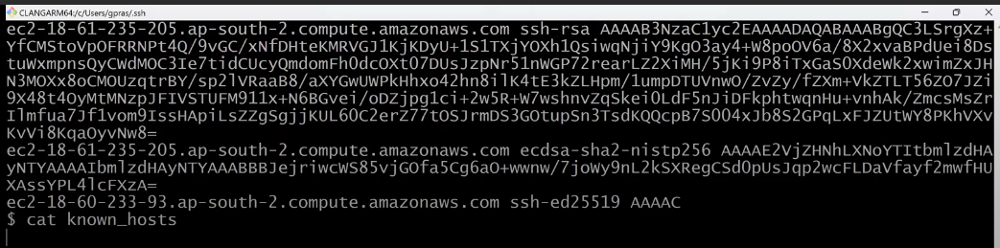 CLANGARM64:/c/Users/gpras/.ssh
ec2-18-61-235-205.ap-south-2.compute.amazonaws.com ssh-rsa AAAAB3NzaC1yc2EAAAADAQABAAABgQC3LSrgXz+
YfCMStoVpOFRRNPt4Q/9vGC/xNfDHteKMRVGJ1KjKDyU+1S1TXjYOXh1QsiwqNjiY9KgO3ay4+W8poOV6a/8X2xvaBPdUei8Ds
tuWxmpnsQyCWdMOC3Ie7tidCUcyQmdomFh0dcOXt07DUsJzpNr51nWGP72rearLz2XiMH/5jKi9P8iTxGaS0XdeWk2xwimZxJH
N3MOXx8oCMOUzqtrBY/sp2lVRaaB8/aXYGwUWPkHhxo42hn8ilK4tE3kZLHpm/1umpDTUVnwO/ZvZy/fZXm+VkZTLT56ZO7JZi
9X48t4OyMtMNzpJFIVSTUFM911x+N6BGvei/oDZjpg1ci+2w5R+W7wshnvZqSkei0LdF5nJiDFkphtwqnHu+vnhAk/ZmcsMsZr
Ilmfua7Jf1vom9IssHApiLsZZgSgjjKUL6OC2erZ77tOSJrmDS3GOtupSn3TsdKQQcpB7SO04xJb8S2GPqLxFJZUtWY8PKhVXv
KvVi8KqaOyvNw8=
ec2-18-61-235-205.ap-south-2.compute.amazonaws.com ecdsa-sha2-nistp256 AAAAE2VjZHNhLXNoYTItbmlzdHA
yNTYAAAAIbmlzdHAyNTYAAABBBJejriwcWS85vjGOfa5Cg6aO+wwnw/7joWy9nL2kSXRegCSdOpUsJqp2wcFLDaVfayf2mwfHU
XAssYPL4lcFXzA=
ec2-18-60-233-93.ap-south-2.compute.amazonaws.com ssh-ed25519 AAAAC
$ cat known_hosts